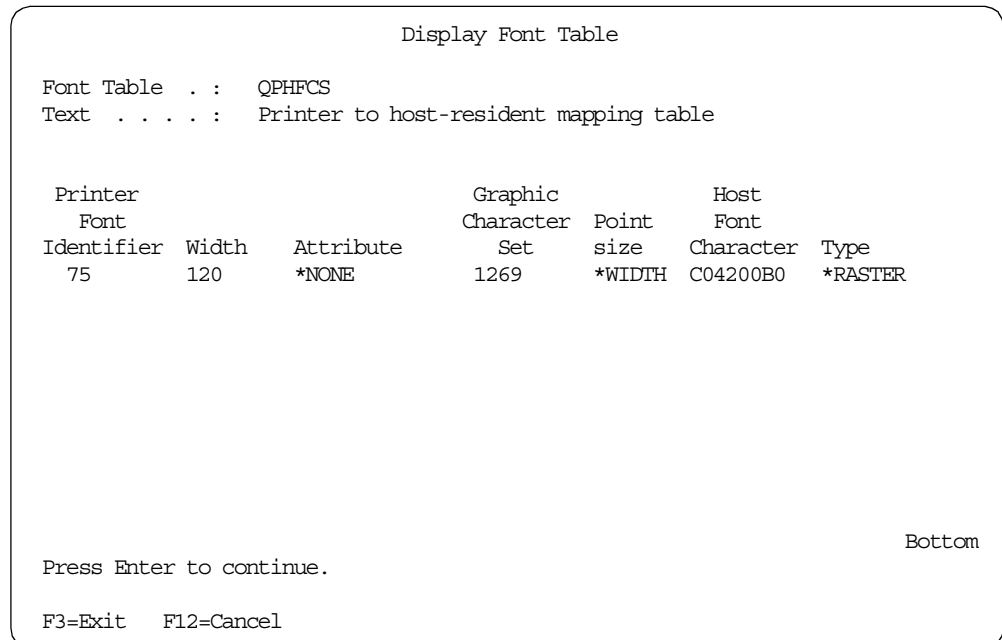 Display Font Table
Font Table . : QPHFCS
Text . . . . : Printer to host-resident mapping table
Printer Graphic Host
Font Character Point Font
Identifier Width Attribute Set size Character Type
75 120 *NONE 1269 *WIDTH C04200B0 *RASTER
Bottom
Press Enter to continue.
F3=Exit F12=Cancel